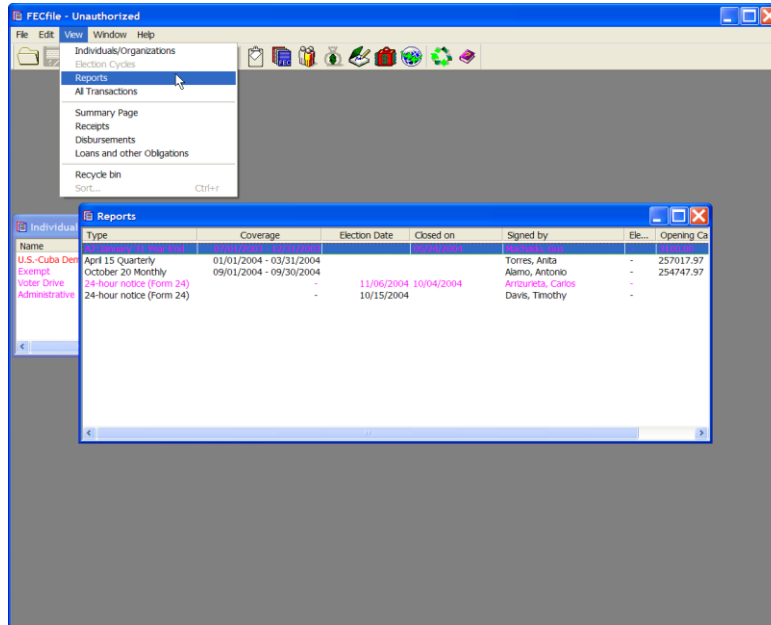 FECfile - Unauthorized
File Edit View Window Help
Individuals/Organizations
Election Cycles
Reports
All Transactions
Summary Page
Receipts
Disbursements
Loans and other Obligations
Recycle bin
Sort... Ctrl+r
Individual
Name
U.S.-Cuba Dem
Exempt
Voter Drive
Administrative
Reports
Type Coverage Election Date Closed on Signed by Ele... Opening Ca
April 15 Quarterly 01/01/2004 - 03/31/2004 Torres, Anita - 257017.97
October 20 Monthly 09/01/2004 - 09/30/2004 Alamo, Antonio - 254747.97
24-hour notice (Form 24) - 11/06/2004 10/04/2004 Arrizurieta, Carlos -
24-hour notice (Form 24) - 10/15/2004 Davis, Timothy -